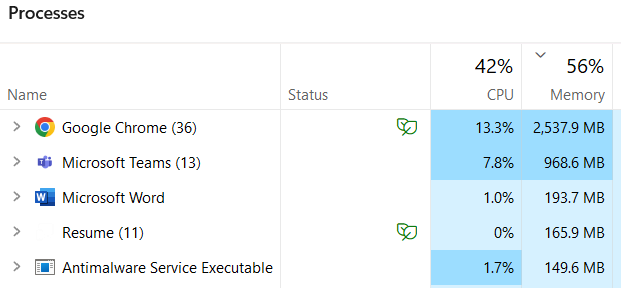 Processes
42% 56%
Name Status CPU Memory
Google Chrome (36) 13.3% 2,537.9 MB
Microsoft Teams (13) 7.8% 968.6 MB
Microsoft Word 1.0% 193.7 MB
Resume (11) 0% 165.9 MB
Antimalware Service Executable 1.7% 149.6 MB